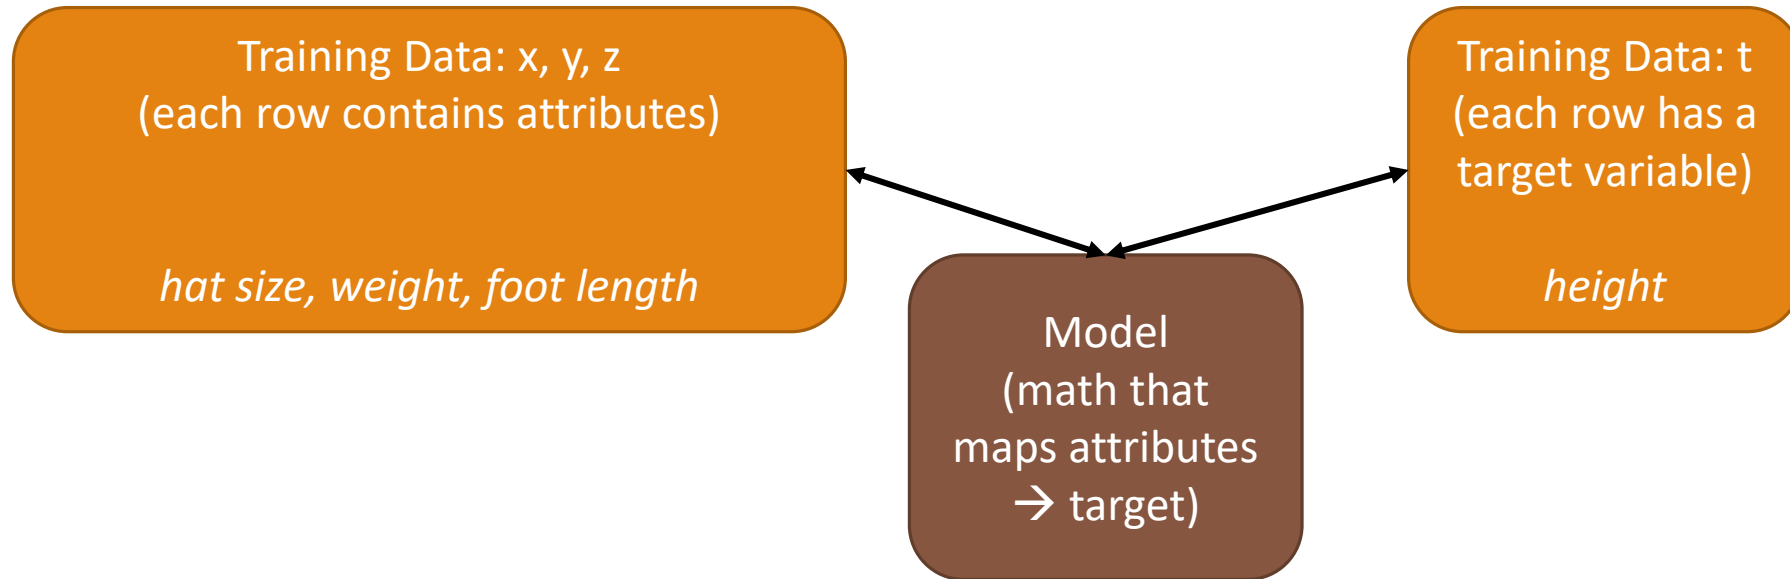 Training Data: x, y, z
(each row contains attributes)
hat size, weight, foot length
Training Data: t
(each row has a
target variable)
height
Model
(math that
maps attributes
→ target)